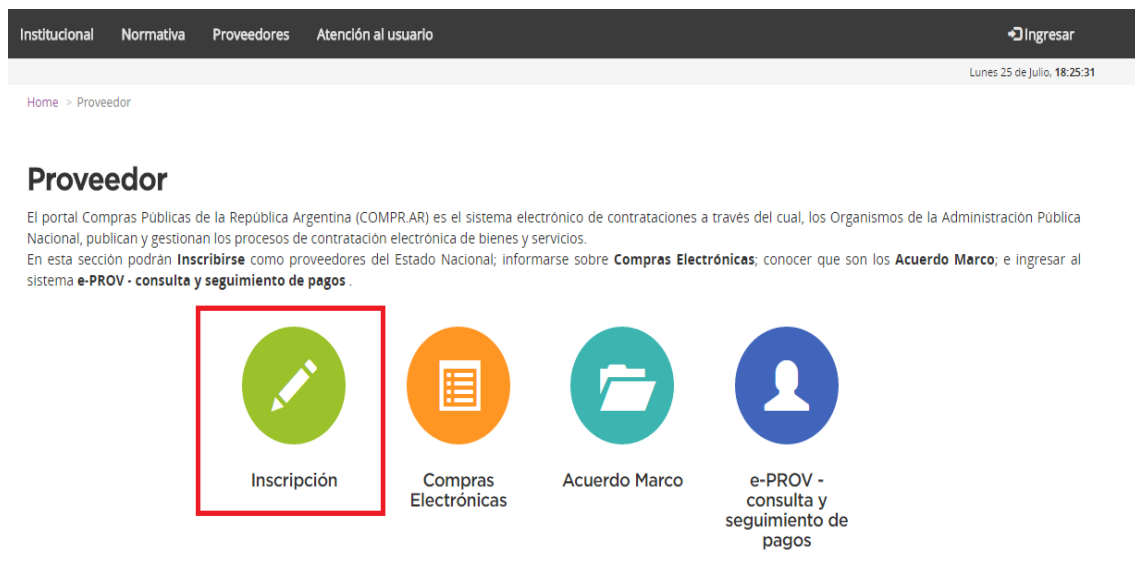 Institucional Normativa Proveedores Atención al usuario Ingresar
Lunes 25 de Julio, 18:25:31
Home > Proveedor
Proveedor
El portal Compras Públicas de la República Argentina (COMPR.AR) es el sistema electrónico de contrataciones a través del cual, los Organismos de la Administración Pública
Nacional, publican y gestionan los procesos de contratación electrónica de bienes y servicios.
En esta sección podrán Inscribirse como proveedores del Estado Nacional; informarse sobre Compras Electrónicas; conocer que son los Acuerdo Marco; e ingresar al
sistema e-PROV - consulta y seguimiento de pagos .
Inscripción
Compras
Electrónicas
Acuerdo Marco
e-PROV -
consulta y
seguimiento de
pagos